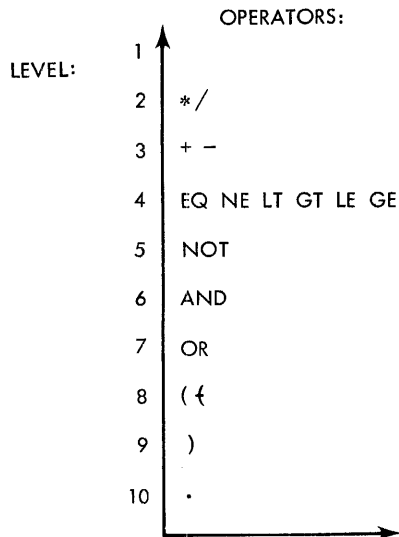 OPERATORS:
1
LEVEL:
2 */
3 + −
4 EQ NE LT GT LE GE
5 NOT
6 AND
7 OR
8 (
9 )
10 .